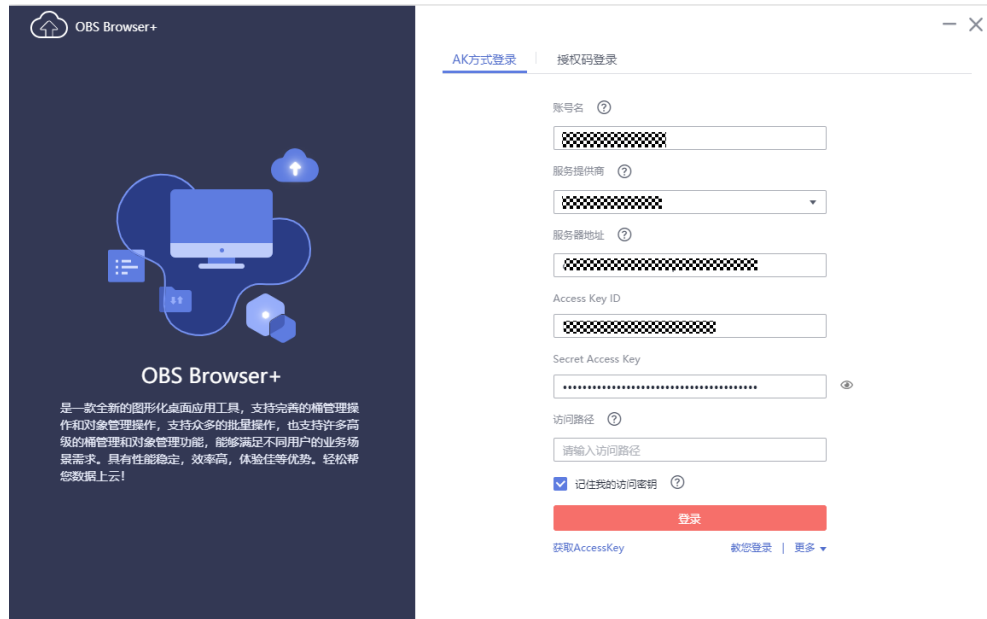 OBS Browser+
AK方式登录
授权码登录
账号名
服务提供商
服务器地址
Access Key ID
Secret Access Key
访问路径
请输入访问路径
记住我的访问密钥
登录
获取AccessKey
教您登录 | 更多
OBS Browser+
是一款全新的图形化桌面应用工具，支持完善的桶管理操
作和对象管理操作，支持众多的批量操作，也支持许多高
级的桶管理和对象管理功能，能够满足不同用户的业务场
景需求。具有性能稳定，效率高，体验佳等优势。轻松帮
您数据上云！